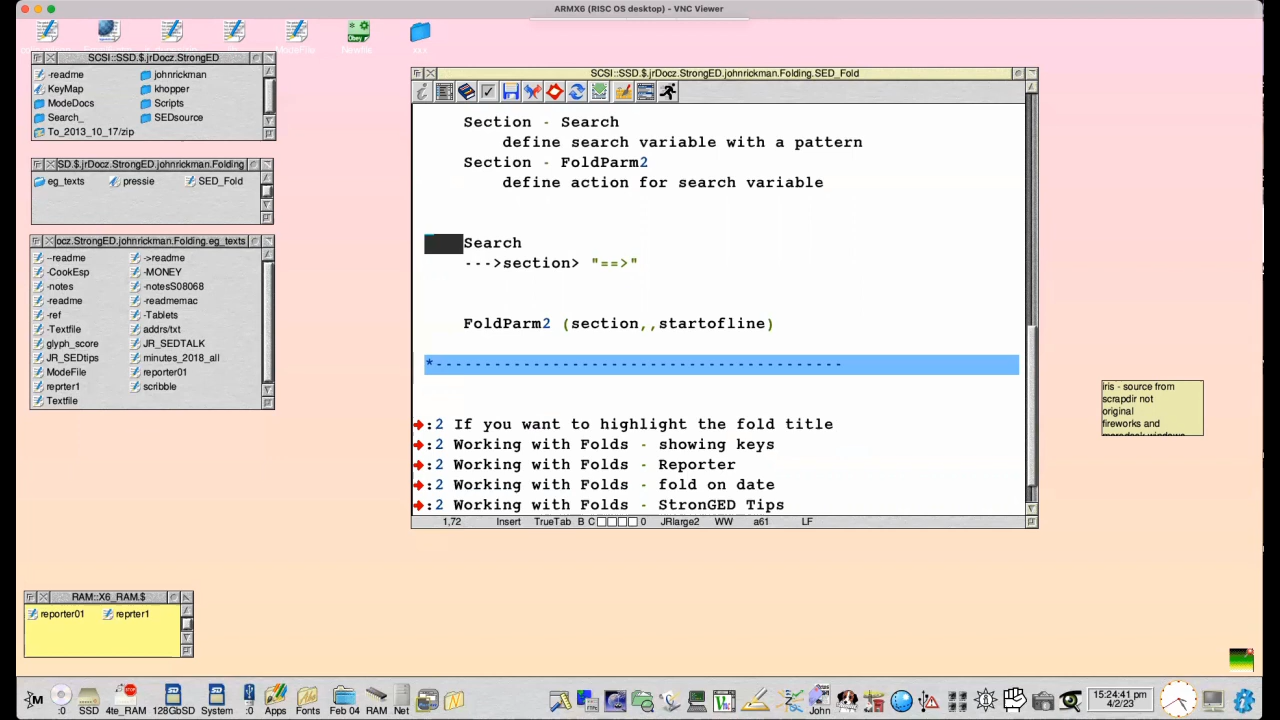 ARMX6 (RISC OS desktop) - VNC Viewer
ModeFile
Newfile
SCSI::SSD.$.jrDocz.StrongED
-readme
johnrickman
KeyMap
khopper
ModeDocs
Scripts
Search_
SEDsource
To_2013_10_17/zip
SD.$.jrDocz.StrongED.johnrickman.Folding
eg_texts
pressie
SED_Fold
ocz.StrongED.johnrickman.Folding.eg_texts
--readme
->readme
-CookEsp
-MONEY
-notes
-notesS08068
-readme
-readmemac
-ref
-Tablets
-Textfile
addrs/txt
glyph_score
JR_SEDTALK
JR_SEDtips
minutes_2018_all
ModeFile
reporter01
reprter1
scribble
Textfile
SCSI::SSD.$.jrDocz.StrongED.johnrickman.Folding.SED_Fold
Section - Search
define search variable with a pattern
Section - FoldParm2
define action for search variable
Search
--->section> "==>"
FoldParm2 (section,,startofline)
*------------------------------------------
:2 If you want to highlight the fold title
:2 Working with Folds - showing keys
:2 Working with Folds - Reporter
:2 Working with Folds - fold on date
:2 Working with Folds - StronGED Tips
1,72 Insert TrueTab B C 0 JRlarge2 WW a61 LF
iris - source from
scrapdir not
original
fireworks and
RAM::X6_RAM.$
reporter01
reprter1
:0
SSD
4te_RAM
128GbSD
System
:0
Apps
Fonts
Feb 04
RAM
Net
John
15:24:41 pm
4/2/23